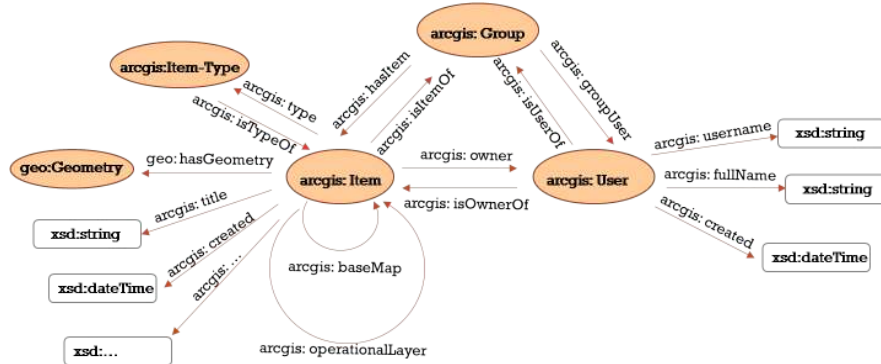 arcgis: Group
arcgis:Item-Type
arcgis: type
arcgis: isTypeOf
arcgis: hasItem
arcgis: isItemOf
arcgis: isUserOf
arcgis: groupUser
geo:Geometry
geo: hasGeometry
arcgis: Item
arcgis: owner
arcgis: isOwnerOf
arcgis: User
arcgis: username
xsd:string
arcgis: fullName
xsd:string
arcgis: created
xsd:dateTime
arcgis: title
xsd:string
arcgis: created
xsd:dateTime
arcgis: ...
xsd:...
arcgis: baseMap
arcgis: operationalLayer